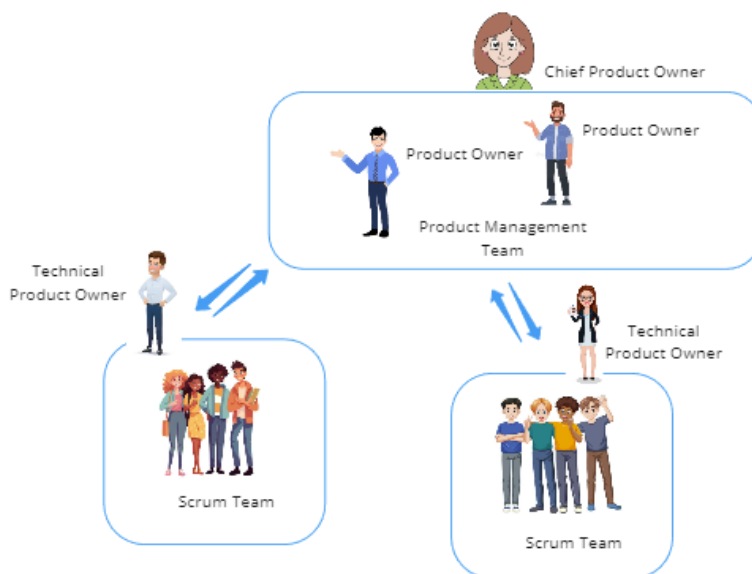 Chief Product Owner
Product Owner
Product Owner
Product Management
Team
Technical
Product Owner
Technical
Product Owner
Scrum Team
Scrum Team